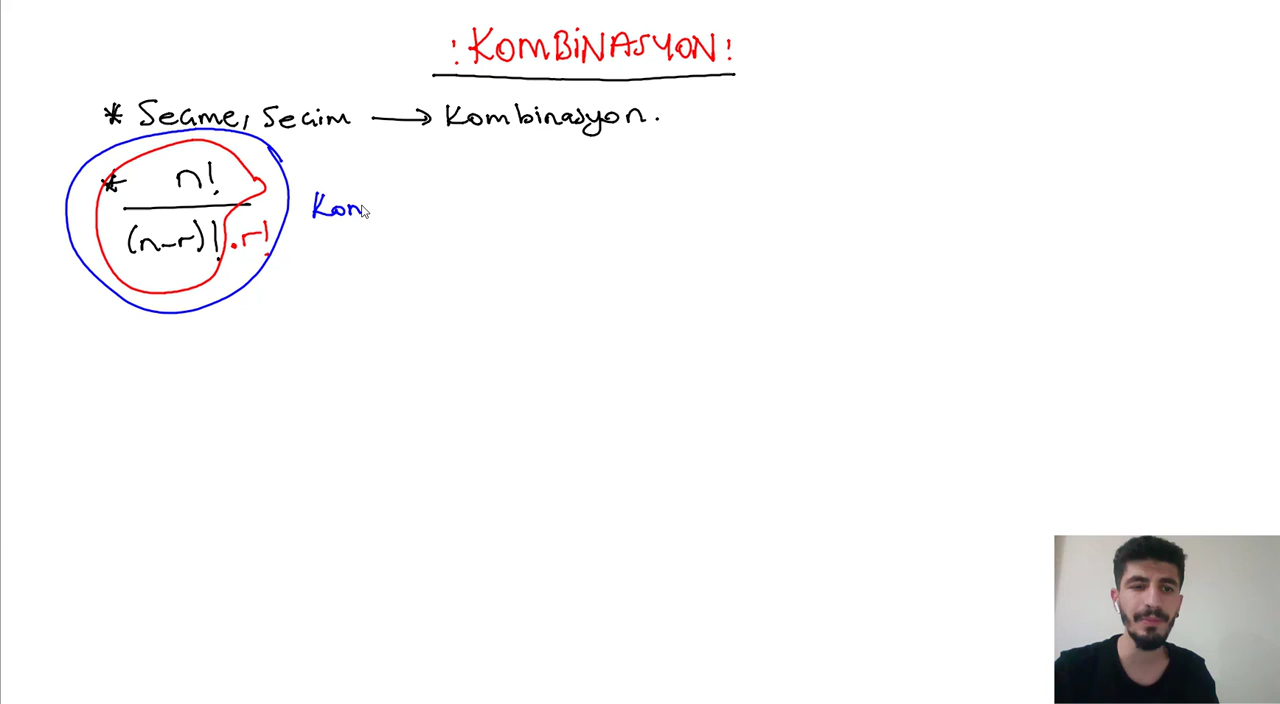 : KOMBİNASYON :
* Seçme, Seçim → Kombinasyon.
* n!
(n-r)! . r!
Kom